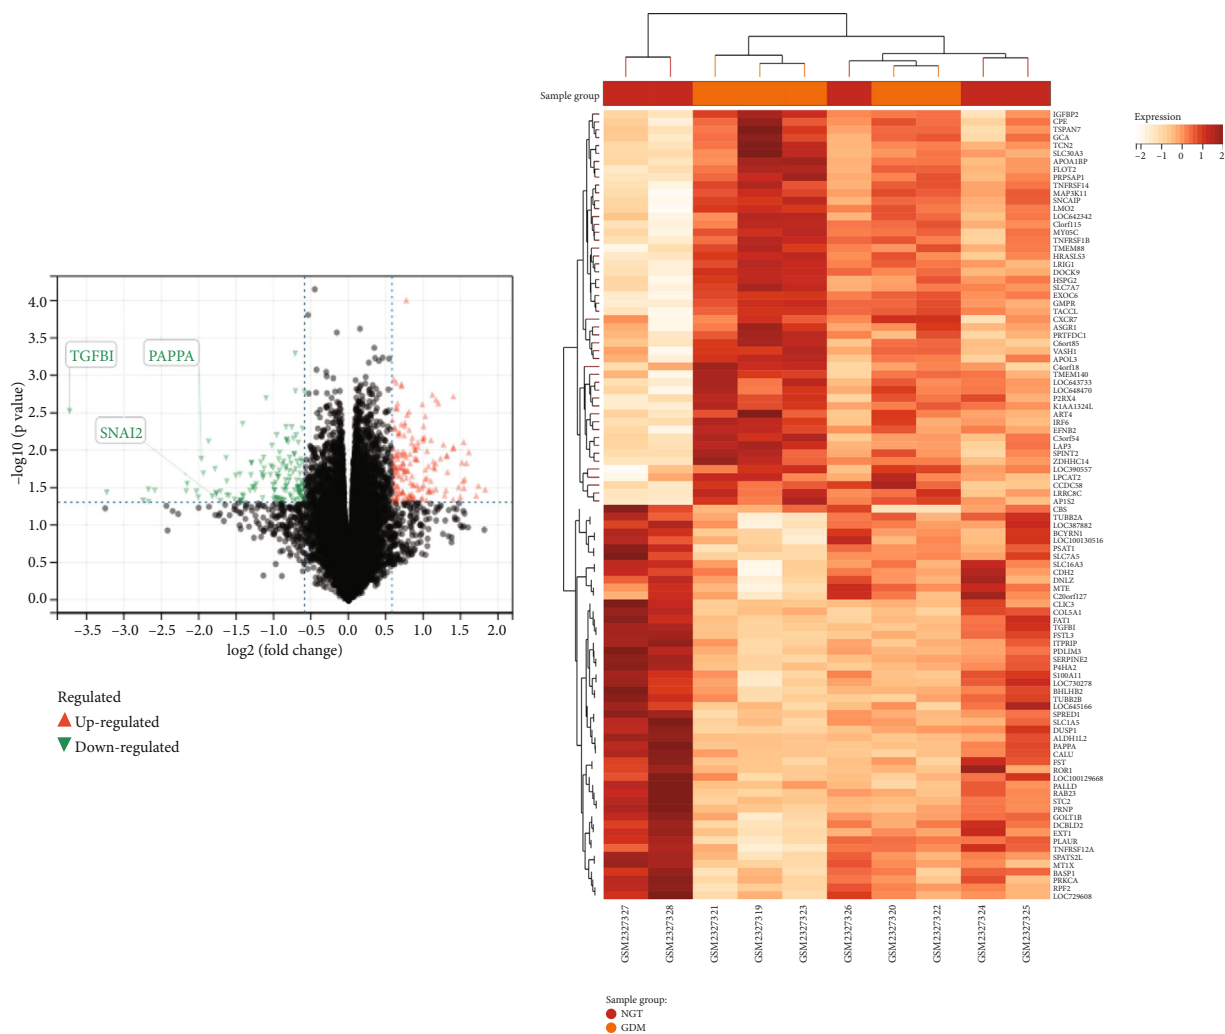 4.0
3.5
3.0
2.5
2.0
1.5
1.0
0.5
0.0
−log10 (p value)
TGFBI
PAPPA
SNAI2
−3.5 −3.0 −2.5 −2.0 −1.5 −1.0 −0.5 0.0 0.5 1.0 1.5 2.0
log2 (fold change)
Regulated
Up-regulated
Down-regulated
Sample group
IGFBP2
CPE
TSPAN7
GCA
TCN2
SLC30A3
APOA1BP
FLOT2
PRPSAP1
TNFRSF14
MAP3K11
SNCAIP
LMO2
LOC642342
Clorf115
MY05C
TNFRSF1B
TMEM88
HRASLS3
LRIG1
DOCK9
HSPG2
SLC7A7
EXOC6
GMPR
TACCL
CXCR7
ASGR1
PRTFDC1
C6ort85
VASH1
APOL3
C4orf18
TMEM140
LOC643733
LOC648470
P2RX4
K1AA1324L
ART4
IRF6
EFNB2
C3orf54
LAP3
SPINT2
ZDHHC14
LOC390557
LPCAT2
CCDC58
LRRC8C
AP1S2
CBS
TUBB2A
LOC387882
BCYRN1
LOC100130516
PSAT1
SLC7A5
SLC16A3
CDH2
DNLZ
MTE
C20orf127
CLIC3
COL5A1
FAT1
TGFBI
FSTL3
ITPRIP
PDLIM3
SERPINE2
P4HA2
S100A11
LOC730278
BHLHB2
TUBB2B
LOC645166
SPRED1
SLC1A5
DUSP1
ALDH1L2
PAPPA
CALU
FST
ROR1
LOC100129668
PALLD
RAB23
STC2
PRNP
GOLT1B
DCBLD2
EXT1
PLAUR
TNFRSF12A
SPATS2L
MT1X
BASP1
PRKCA
RPF2
LOC729608
GSM2327327
GSM2327328
GSM2327321
GSM2327319
GSM2327323
GSM2327326
GSM2327320
GSM2327322
GSM2327324
GSM2327325
Expression
−2 −1 0 1 2
Sample group:
NGT
GDM